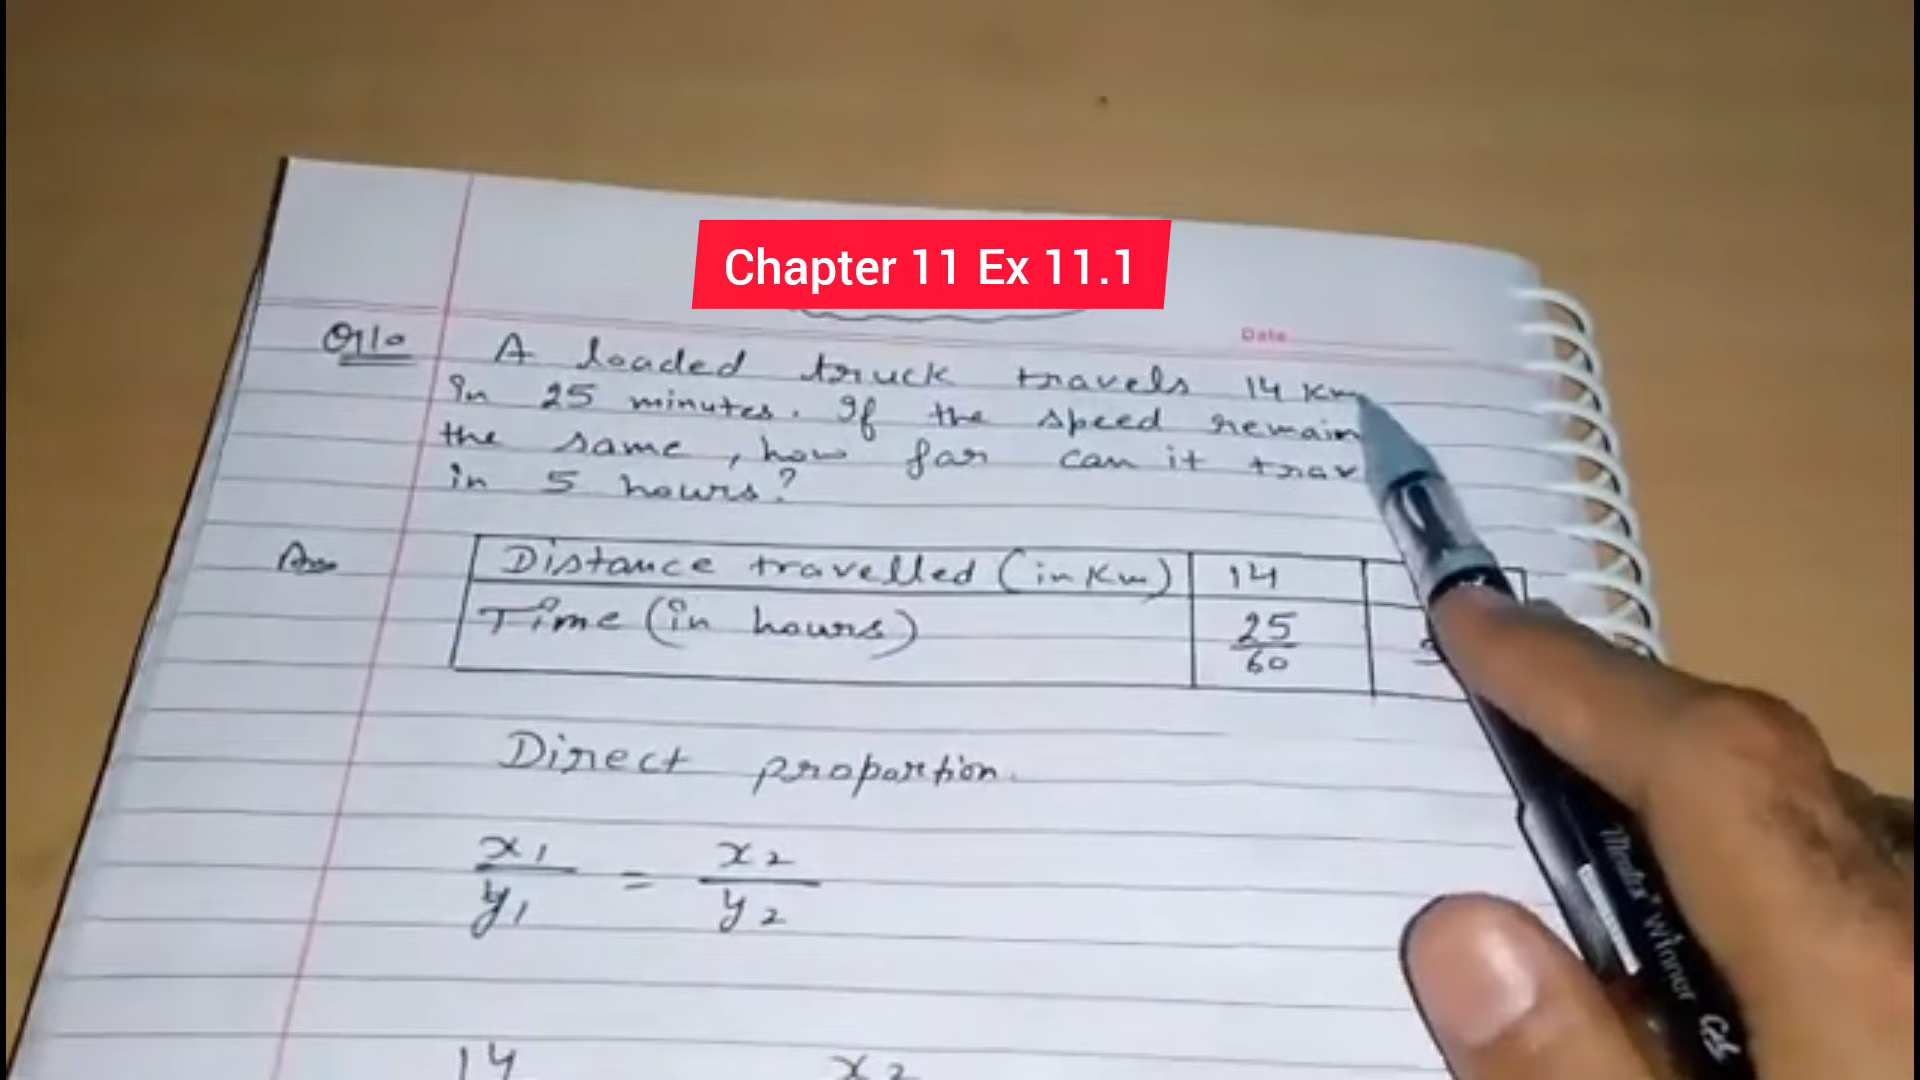 Chapter 11 Ex 11.1
Date
Q10 A loaded truck travels 14 Km
in 25 minutes. If the speed remain
the same, how far can it trav
in 5 hours?
Ans
Distance travelled (in Km) 14
Time (in hours) 25/60
Direct proportion.
x1/y1 = x2/y2
14 x2
Winner